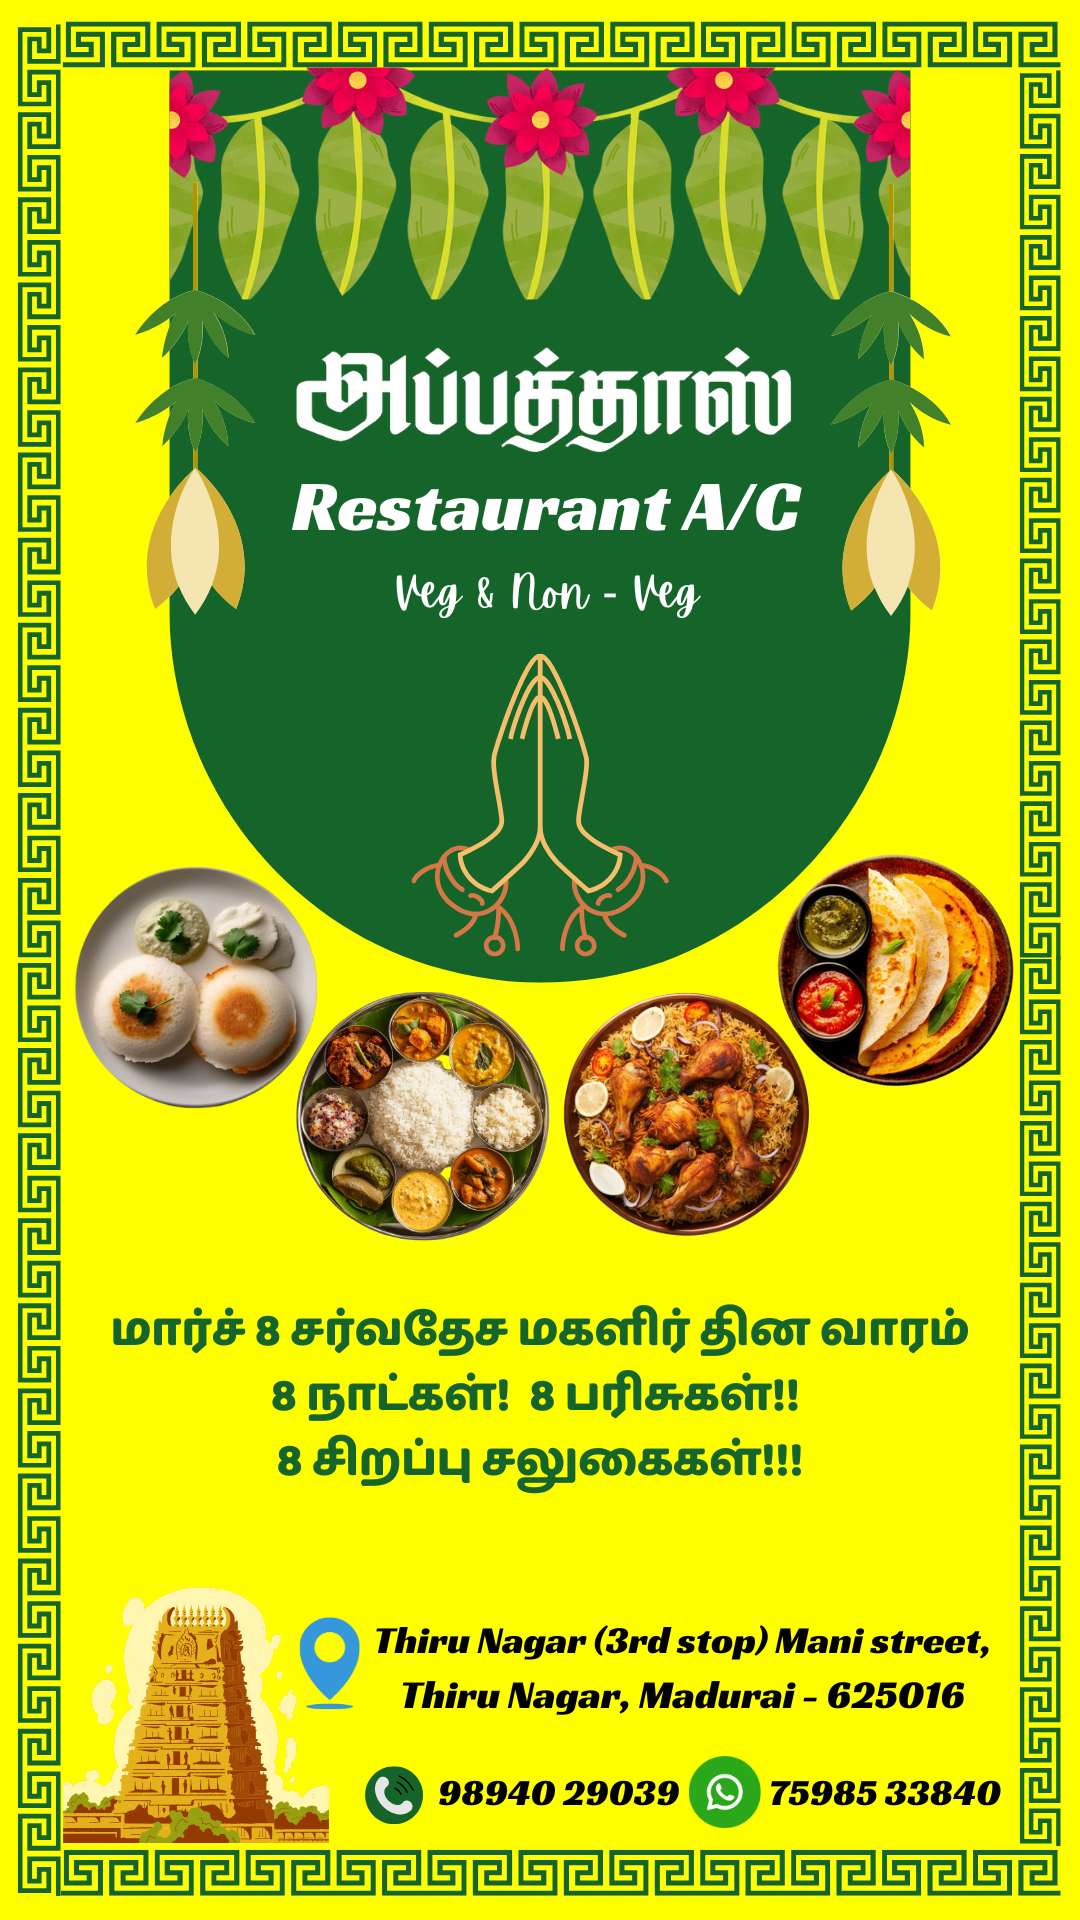 அப்பத்தாஸ்
Restaurant A/C
Veg & Non - Veg
மார்ச் 8 சர்வதேச மகளிர் தின வாரம்
8 நாட்கள்! 8 பரிசுகள்!!
8 சிறப்பு சலுகைகள்!!!
Thiru Nagar (3rd stop) Mani street,
Thiru Nagar, Madurai - 625016
98940 29039 75985 33840